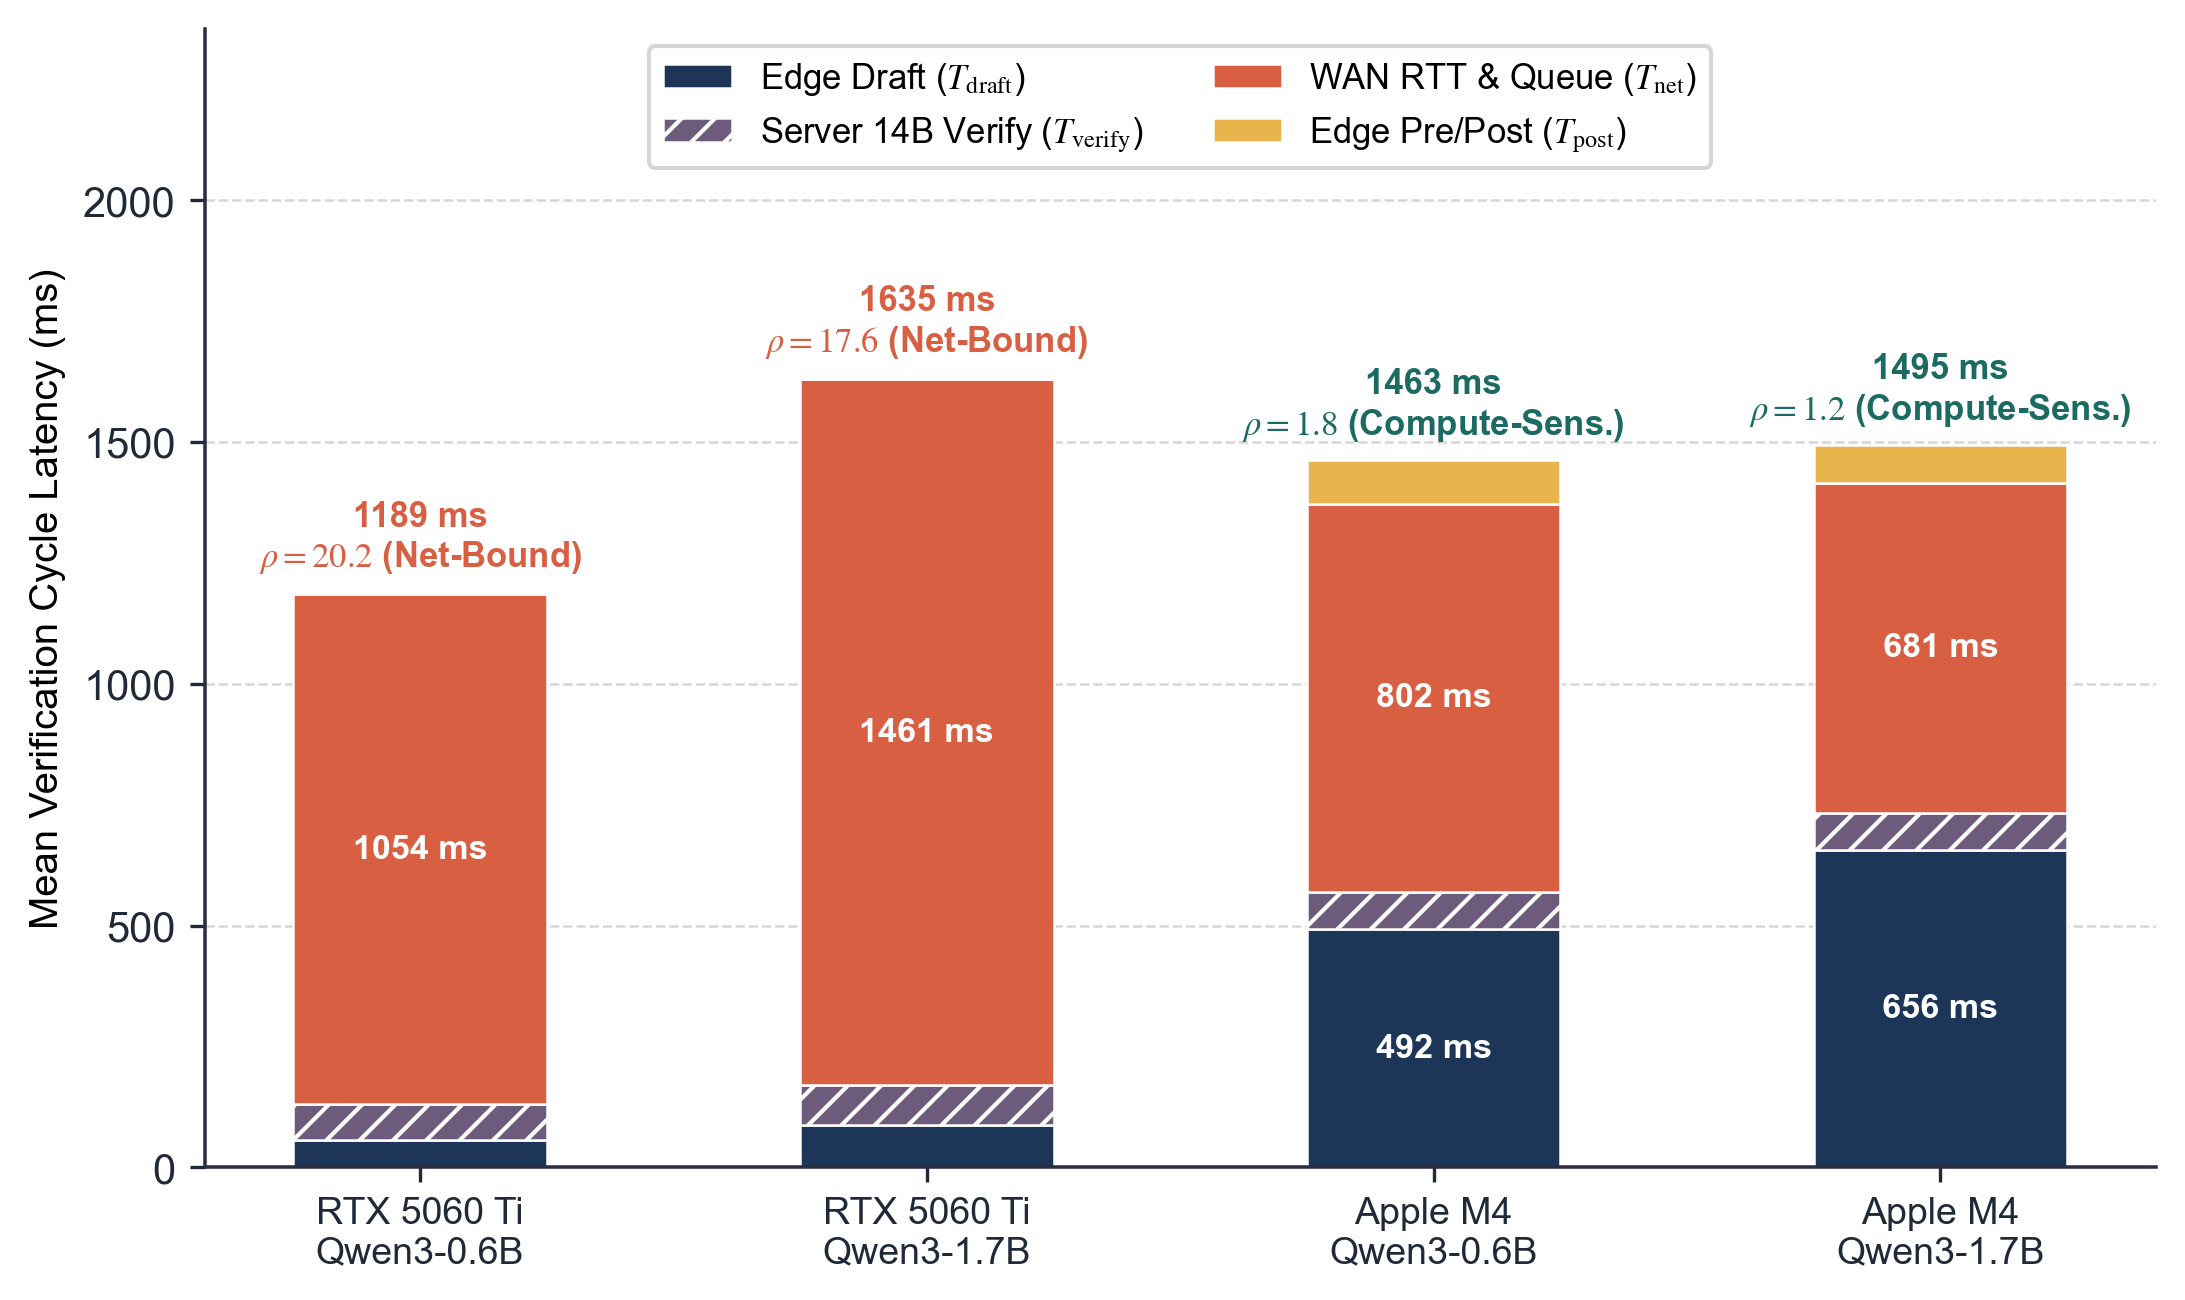 Edge Draft (T_draft)
Server 14B Verify (T_verify)
WAN RTT & Queue (T_net)
Edge Pre/Post (T_post)
Mean Verification Cycle Latency (ms)
2000
1500
1000
500
0
1189 ms
ρ = 20.2 (Net-Bound)
1054 ms
1635 ms
ρ = 17.6 (Net-Bound)
1461 ms
1463 ms
ρ = 1.8 (Compute-Sens.)
802 ms
492 ms
1495 ms
ρ = 1.2 (Compute-Sens.)
681 ms
656 ms
RTX 5060 Ti
Qwen3-0.6B
RTX 5060 Ti
Qwen3-1.7B
Apple M4
Qwen3-0.6B
Apple M4
Qwen3-1.7B